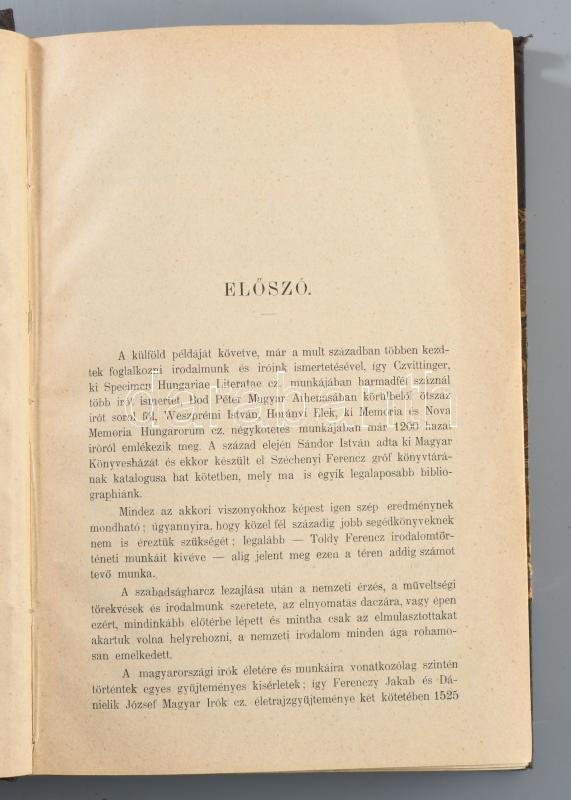 ELŐSZÓ.
A külföld példáját követve, már a mult században többen kezd-
tek foglalkozni irodalmunk és iróink ismertetésével, így Czvittinger,
ki Specimen Hungariae Literatae cz. munkájában harmadfél száznál
több irót ismertet, Bod Péter Magyar Athenasában körülbelől ötszáz
irót sorol föl, Weszprémi István, Horányi Elek, ki Memoria és Nova
Memoria Hungarorum cz. négykötetes munkájában már 1200 hazai
iróról emlékezik meg. A század elején Sándor István adta ki Magyar
Könyvesházát és ekkor készült el Széchenyi Ferencz gróf könyvtárá-
nak katalogusa hat kötetben, mely ma is egyik legalaposabb biblio-
graphiánk.
Mindez az akkori viszonyokhoz képest igen szép eredménynek
mondható; úgyannyira, hogy közel fél századig jobb segédkönyveknek
nem is éreztük szükségét; legalább — Toldy Ferencz irodalomtör-
téneti munkáit kivéve — alig jelent meg ezen a téren addig számot
tevő munka.
A szabadságharcz lezajlása után a nemzeti érzés, a műveltségi
törekvések és irodalmunk szeretete, az elnyomatás daczára, vagy épen
ezért, mindinkább előtérbe lépett és mintha csak az elmulasztottakat
akartuk volna helyrehozni, a nemzeti irodalom minden ága rohamo-
san emelkedett.
A magyarországi irók életére és munkáira vonatkozólag szintén
történtek egyes gyüjteményes kisérletek; így Ferenczy Jakab és Dá-
nielik József Magyar Irók cz. életrajzgyüjteménye két kötetében 1525